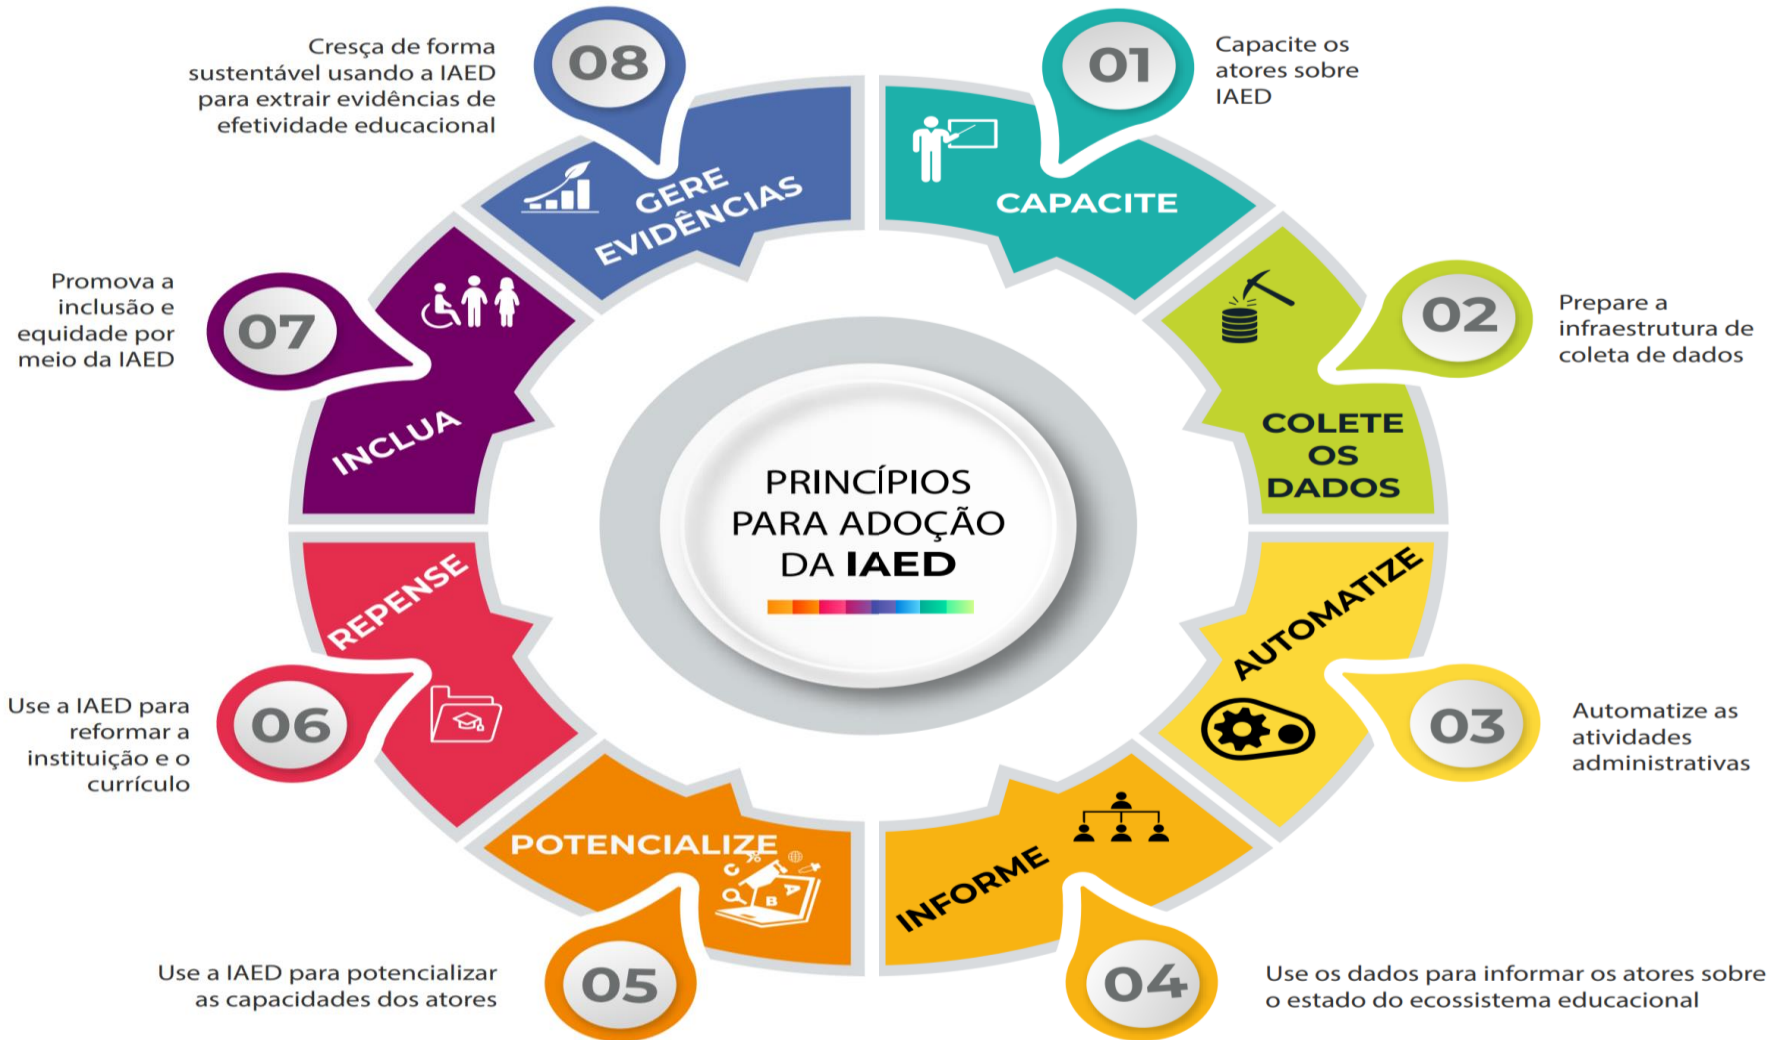 PRINCÍPIOS
PARA ADOÇÃO
DA IAED
01
Capacite os
atores sobre
IAED
CAPACITE
02
Prepare a
infraestrutura de
coleta de dados
COLETE
OS
DADOS
03
Automatize as
atividades
administrativas
AUTOMATIZE
04
Use os dados para informar os atores sobre
o estado do ecossistema educacional
INFORME
05
Use a IAED para potencializar
as capacidades dos atores
POTENCIALIZE
C
A
B
06
Use a IAED para
reformar a
instituição e o
currículo
REPENSE
07
Promova a
inclusão e
equidade por
meio da IAED
INCLUA
08
Cresça de forma
sustentável usando a IAED
para extrair evidências de
efetividade educacional
GERE
EVIDÊNCIAS